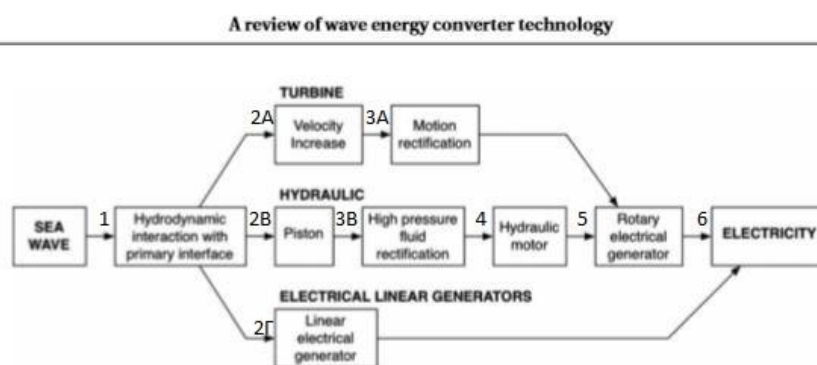 A review of wave energy converter technology
TURBINE
2A
Velocity
Increase
3A
Motion
rectification
HYDRAULIC
SEA
WAVE
1
Hydrodynamic
interaction with
primary interface
2B
Piston
3B
High pressure
fluid
rectification
4
Hydraulic
motor
5
Rotary
electrical
generator
6
ELECTRICITY
ELECTRICAL LINEAR GENERATORS
2Γ
Linear
electrical
generator